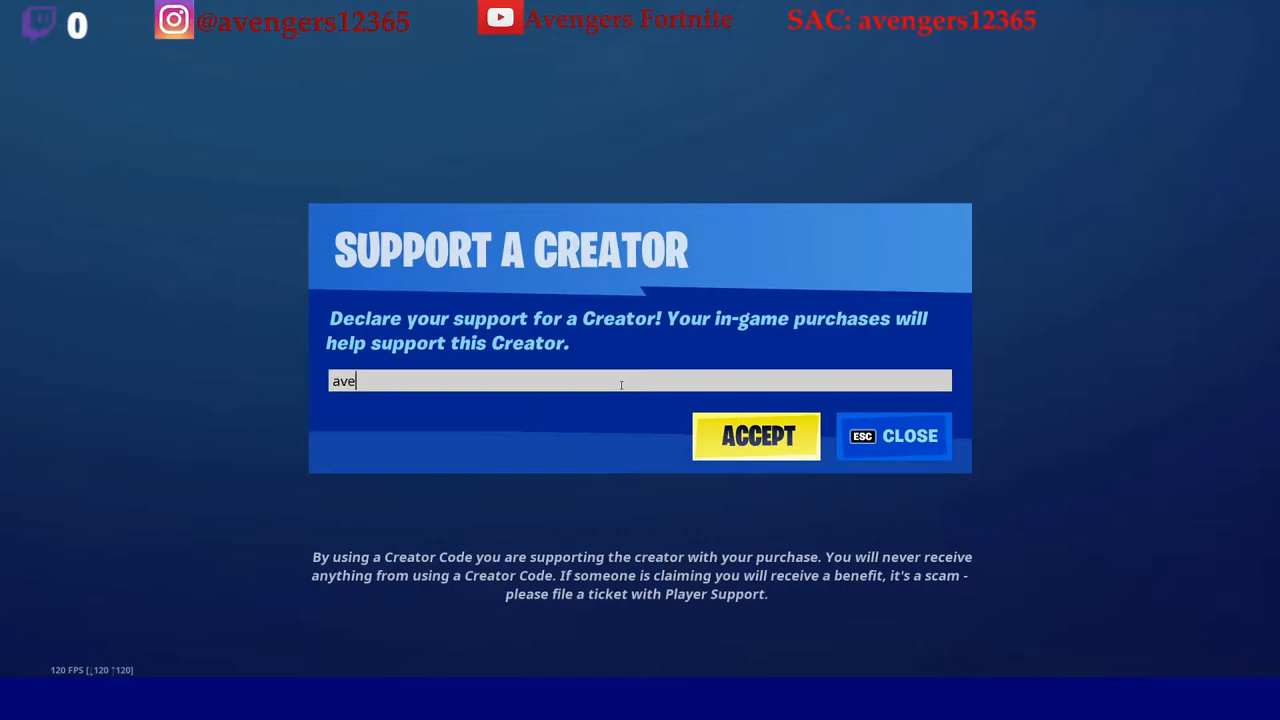 0 @avengers12365 Avengers Fortnite SAC: avengers12365
SUPPORT A CREATOR
Declare your support for a Creator! Your in-game purchases will
help support this Creator.
ave
ACCEPT ESC CLOSE
By using a Creator Code you are supporting the creator with your purchase. You will never receive
anything from using a Creator Code. If someone is claiming you will receive a benefit, it's a scam -
please file a ticket with Player Support.
120 FPS [↓120 ↑120]